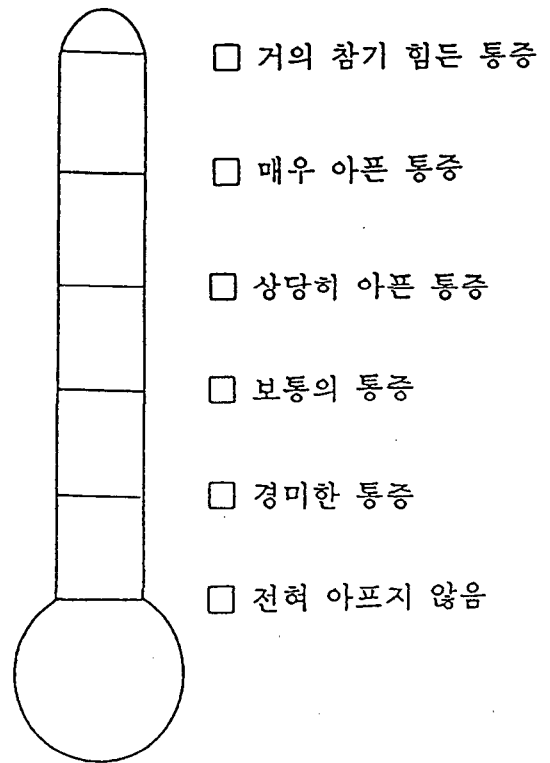 □ 거의 참기 힘든 통증
□ 매우 아픈 통증
□ 상당히 아픈 통증
□ 보통의 통증
□ 경미한 통증
□ 전혀 아프지 않음